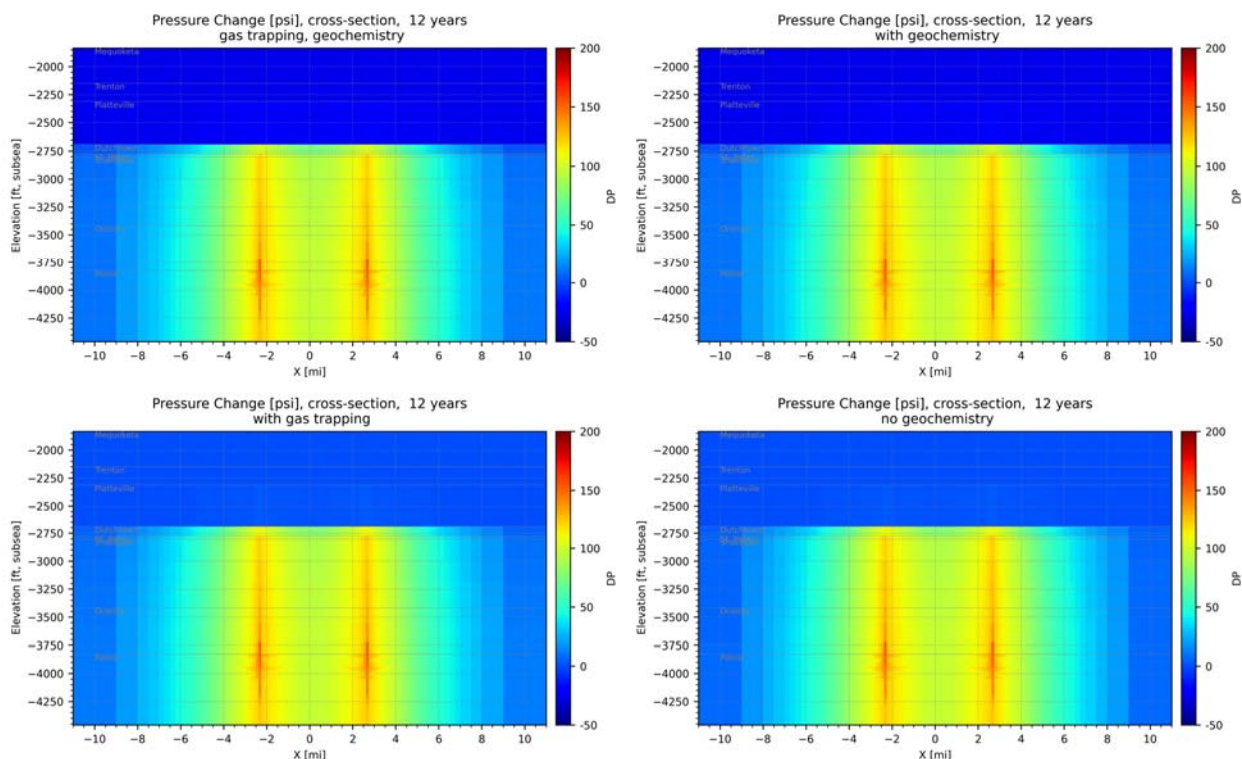 Pressure Change [psi], cross-section,  12 years
gas trapping, geochemistry
Elevation [ft, subsea]
−2000
−2250
−2500
−2750
−3000
−3250
−3500
−3750
−4000
−4250
Mequoketa
Trenton
Platteville
Dutchtown
−10 −8 −6 −4 −2 0 2 4 6 8 10
X [mi]
200
150
100
50
0
-50
DP
Pressure Change [psi], cross-section,  12 years
with geochemistry
Elevation [ft, subsea]
−2000
−2250
−2500
−2750
−3000
−3250
−3500
−3750
−4000
−4250
Mequoketa
Trenton
Platteville
Dutchtown
−10 −8 −6 −4 −2 0 2 4 6 8 10
X [mi]
200
150
100
50
0
-50
DP
Pressure Change [psi], cross-section,  12 years
with gas trapping
Elevation [ft, subsea]
−2000
−2250
−2500
−2750
−3000
−3250
−3500
−3750
−4000
−4250
Mequoketa
Trenton
Platteville
Dutchtown
−10 −8 −6 −4 −2 0 2 4 6 8 10
X [mi]
200
150
100
50
0
-50
DP
Pressure Change [psi], cross-section,  12 years
no geochemistry
Elevation [ft, subsea]
−2000
−2250
−2500
−2750
−3000
−3250
−3500
−3750
−4000
−4250
Mequoketa
Trenton
Platteville
Dutchtown
−10 −8 −6 −4 −2 0 2 4 6 8 10
X [mi]
200
150
100
50
0
-50
DP